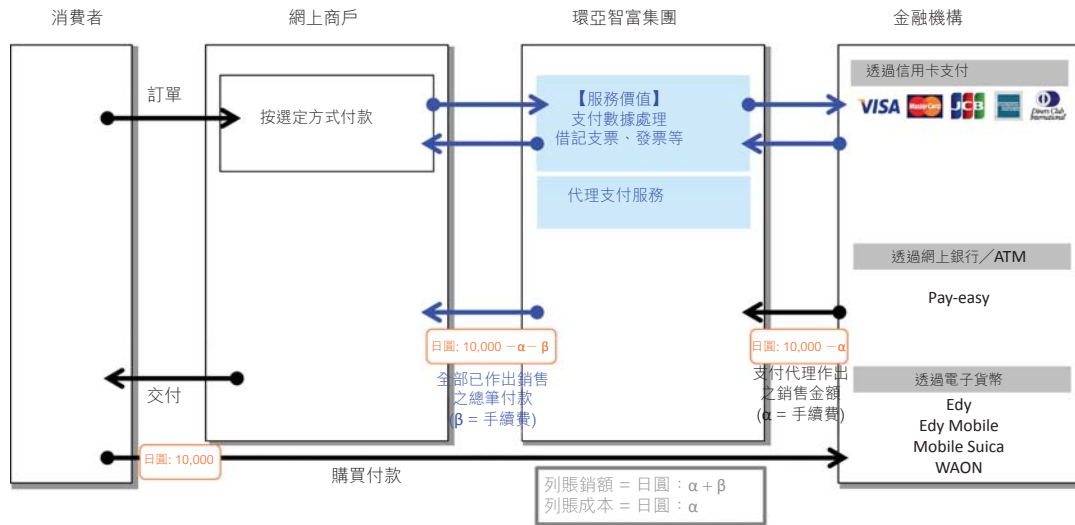 消費者
網上商戶
環亞智富集團
金融機構
訂單
按選定方式付款
【服務價值】
支付數據處理
借記支票、發票等
代理支付服務
透過信用卡支付
VISA MasterCard JCB AMERICAN EXPRESS Diners Club International
透過網上銀行／ATM
Pay-easy
日圓: 10,000 －α－ β
全部已作出銷售
之總筆付款
(β = 手續費)
日圓: 10,000 －α
支付代理作出
之銷售金額
(α = 手續費)
交付
透過電子貨幣
Edy
Edy Mobile
Mobile Suica
WAON
日圓: 10,000
購買付款
列賬銷額 = 日圓：α + β
列賬成本 = 日圓：α